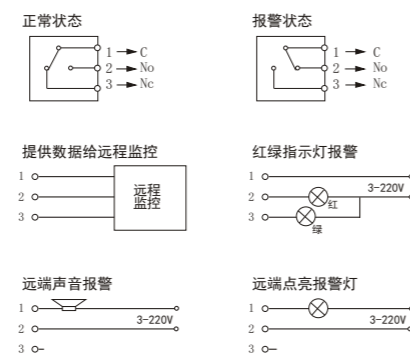 正常状态
报警状态
1 C
2 No
3 Nc
1 C
2 No
3 Nc
提供数据给远程监控
红绿指示灯报警
1
2
3
远程
监控
1
2
3
3-220V
红
绿
远端声音报警
远端点亮报警灯
1
2
3
3-220V
1
2
3
3-220V